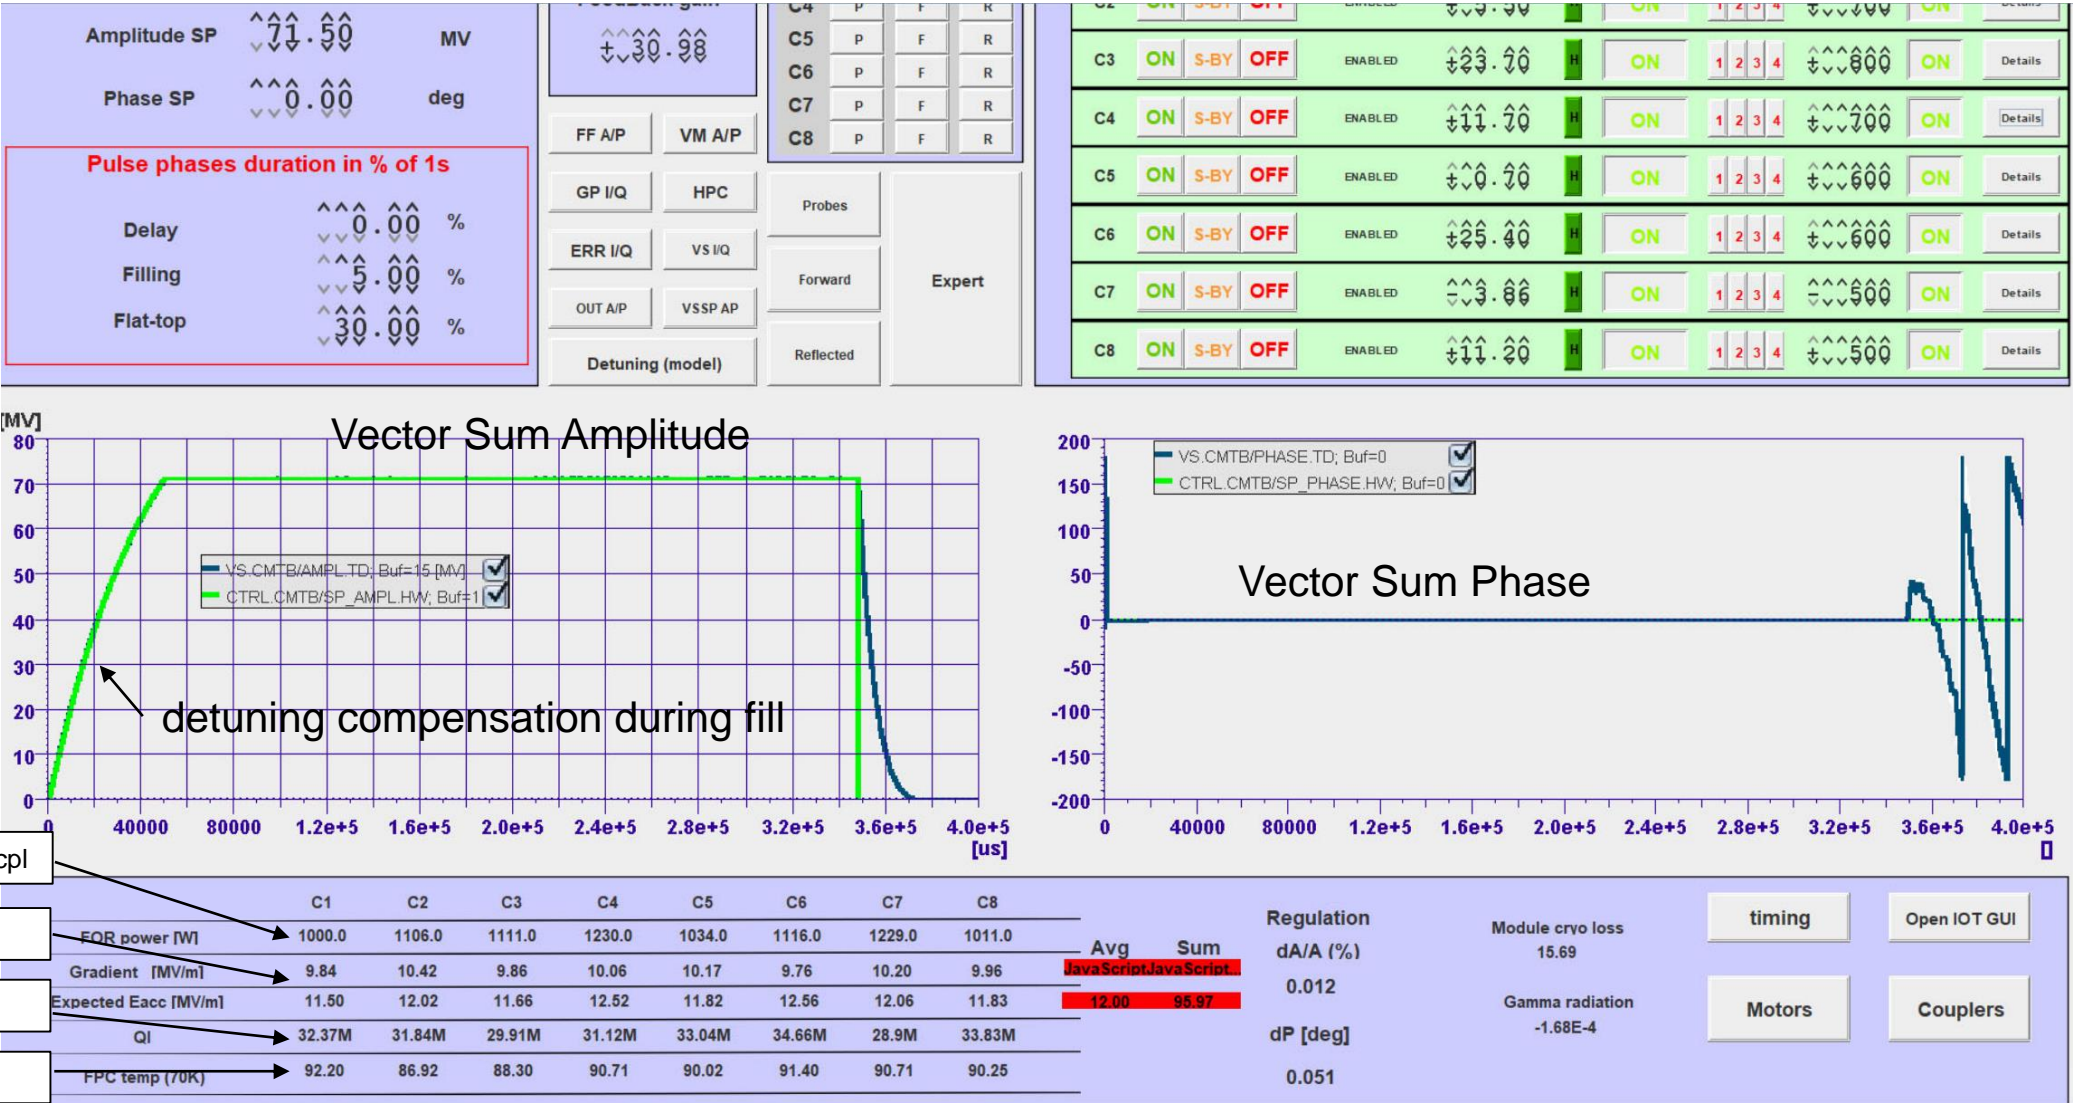 Amplitude SP 71.50 MV
Phase SP 0.00 deg
Pulse phases duration in % of 1s
Delay 0.00 %
Filling 5.00 %
Flat-top 30.00 %
FeedBack gain
+30.98
FF A/P VM A/P
GP I/Q HPC
ERR I/Q VS I/Q
OUT A/P VSSP AP
Detuning (model)
C4 P F R
C5 P F R
C6 P F R
C7 P F R
C8 P F R
Probes
Forward
Reflected
Expert
C3 ON S-BY OFF ENABLED +23.70 H ON 1 2 3 4 +800 ON Details
C4 ON S-BY OFF ENABLED +11.70 H ON 1 2 3 4 +700 ON Details
C5 ON S-BY OFF ENABLED +0.70 H ON 1 2 3 4 +600 ON Details
C6 ON S-BY OFF ENABLED +25.40 H ON 1 2 3 4 +600 ON Details
C7 ON S-BY OFF ENABLED -3.86 H ON 1 2 3 4 -500 ON Details
C8 ON S-BY OFF ENABLED +11.20 H ON 1 2 3 4 +500 ON Details
[MV]
Vector Sum Amplitude
80
70
60
50
40
30
20
10
0
VS.CMTB/AMPL.TD; Buf=15 [MV]
CTRL.CMTB/SP_AMPL.HW; Buf=1
detuning compensation during fill
0 40000 80000 1.2e+5 1.6e+5 2.0e+5 2.4e+5 2.8e+5 3.2e+5 3.6e+5 4.0e+5
[us]
200
150
100
50
0
-50
-100
-150
-200
VS.CMTB/PHASE.TD; Buf=0
CTRL.CMTB/SP_PHASE.HW; Buf=0
Vector Sum Phase
0 40000 80000 1.2e+5 1.6e+5 2.0e+5 2.4e+5 2.8e+5 3.2e+5 3.6e+5 4.0e+5
[]
cpl
C1 C2 C3 C4 C5 C6 C7 C8
FOR power [W] 1000.0 1106.0 1111.0 1230.0 1034.0 1116.0 1229.0 1011.0
Gradient [MV/m] 9.84 10.42 9.86 10.06 10.17 9.76 10.20 9.96
Expected Eacc [MV/m] 11.50 12.02 11.66 12.52 11.82 12.56 12.06 11.83
Ql 32.37M 31.84M 29.91M 31.12M 33.04M 34.66M 28.9M 33.83M
FPC temp (70K) 92.20 86.92 88.30 90.71 90.02 91.40 90.71 90.25
Avg Sum
JavaScriptJavaScript...
12.00 95.97
Regulation
dA/A (%)
0.012
dP [deg]
0.051
Module cryo loss
15.69
Gamma radiation
-1.68E-4
timing
Open IOT GUI
Motors
Couplers